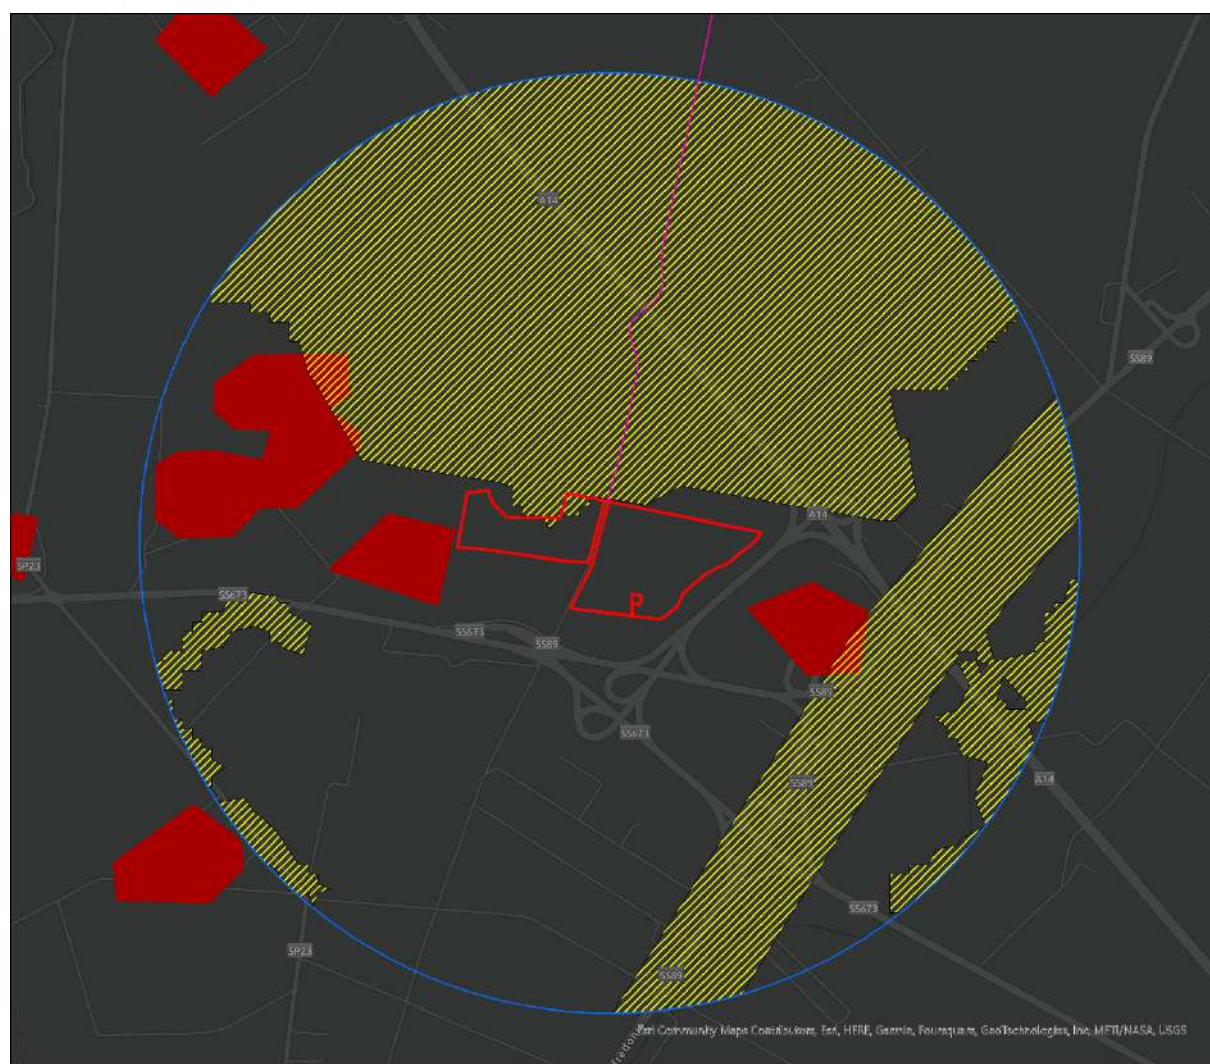 A14
SS89
A14
SP23
SS673
SS673
SS89
P
SS89
SS673
A14
SS89
SS673
SP23
SS89
Esri Community Maps Contributors, Esri, HERE, Garmin, Foursquare, GeoTechnologies, Inc, METI/NASA, USGS